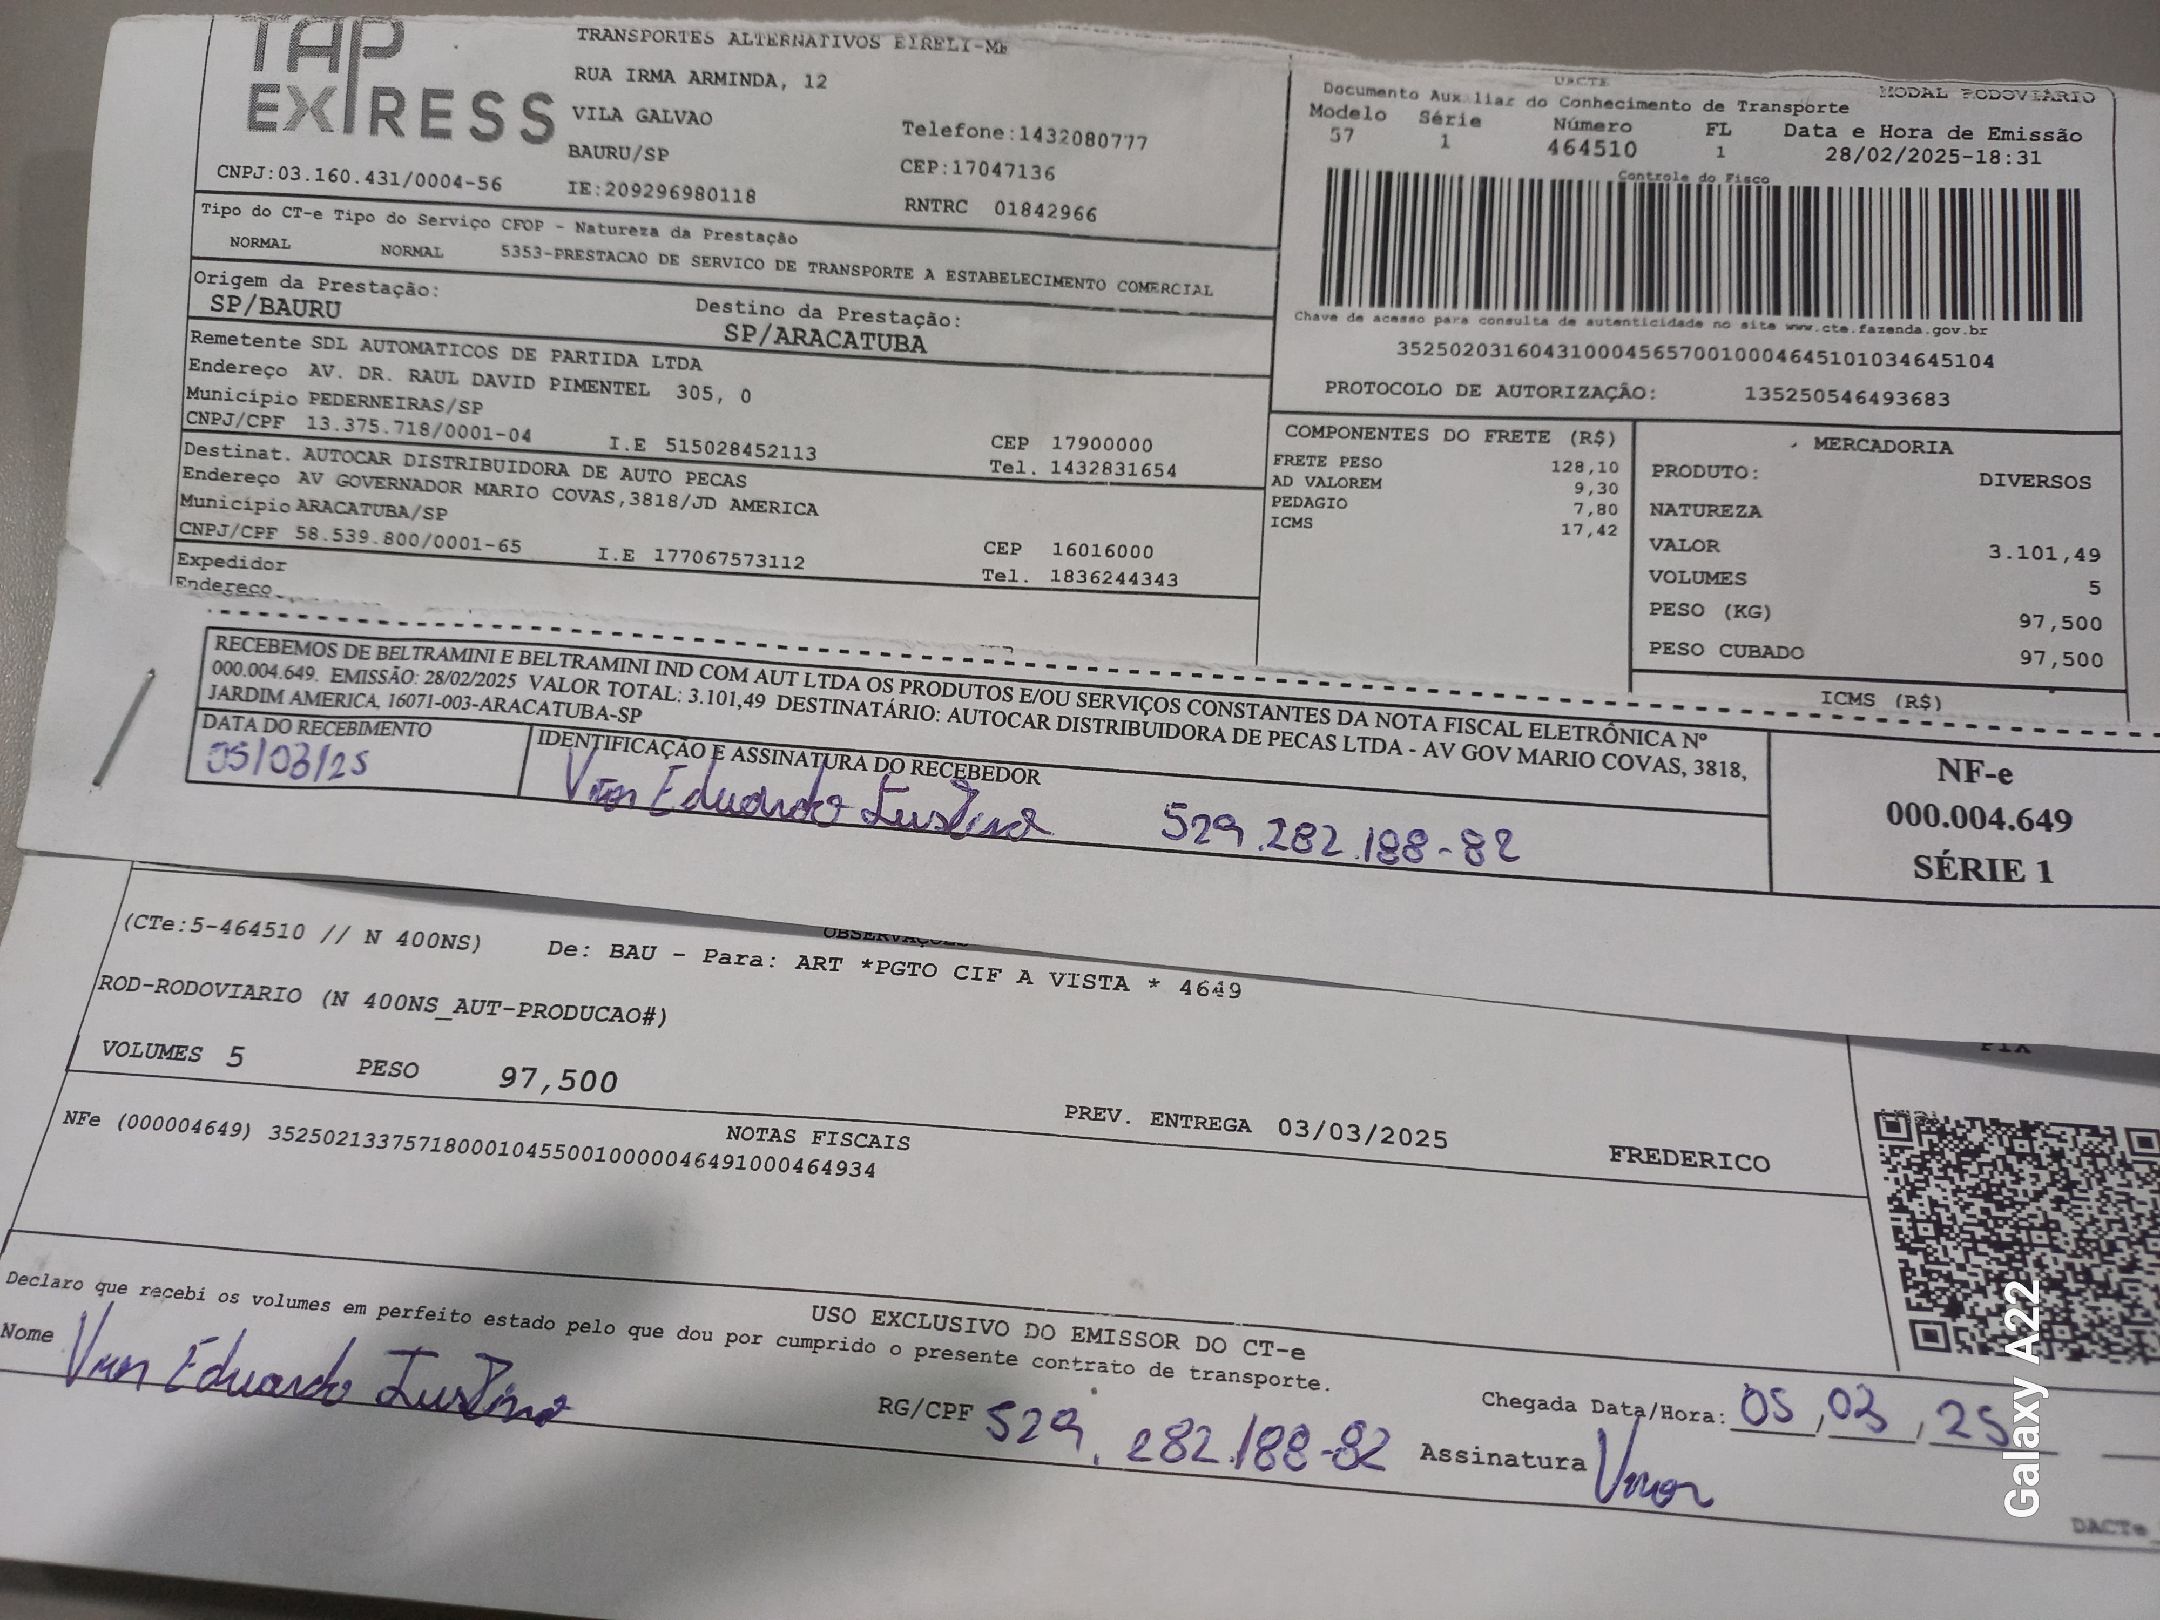 TAP EXPRESS
TRANSPORTES ALTERNATIVOS EIRELI-ME
RUA IRMA ARMINDA, 12
VILA GALVAO
BAURU/SP
Telefone:1432080777
CEP:17047136
CNPJ:03.160.431/0004-56
IE:209296980118
RNTRC 01842966
Tipo do CT-e Tipo do Serviço CFOP - Natureza da Prestação
NORMAL NORMAL 5353-PRESTACAO DE SERVICO DE TRANSPORTE A ESTABELECIMENTO COMERCIAL
Origem da Prestação: Destino da Prestação:
SP/BAURU SP/ARACATUBA
Remetente SDL AUTOMATICOS DE PARTIDA LTDA
Endereço AV. DR. RAUL DAVID PIMENTEL 305, 0
Município PEDERNEIRAS/SP CEP 17900000
CNPJ/CPF 13.375.718/0001-04 I.E 515028452113 Tel. 1432831654
Destinat. AUTOCAR DISTRIBUIDORA DE AUTO PECAS
Endereço AV GOVERNADOR MARIO COVAS,3818/JD AMERICA
Município ARACATUBA/SP CEP 16016000
CNPJ/CPF 58.539.800/0001-65 I.E 177067573112 Tel. 1836244343
Expedidor
Endereço
DACTE
Documento Auxiliar do Conhecimento de Transporte MODAL RODOVIARIO
Modelo Série Número FL Data e Hora de Emissão
57 1 464510 1 28/02/2025-18:31
Controle do Fisco
Chave de acesso para consulta de autenticidade no site www.cte.fazenda.gov.br
35250203160431000456570010004645101034645104
PROTOCOLO DE AUTORIZAÇÃO: 135250546493683
COMPONENTES DO FRETE (R$)
FRETE PESO 128,10
AD VALOREM 9,30
PEDAGIO 7,80
ICMS 17,42
MERCADORIA
PRODUTO: DIVERSOS
NATUREZA
VALOR 3.101,49
VOLUMES 5
PESO (KG) 97,500
PESO CUBADO 97,500
ICMS (R$)
RECEBEMOS DE BELTRAMINI E BELTRAMINI IND COM AUT LTDA OS PRODUTOS E/OU SERVIÇOS CONSTANTES DA NOTA FISCAL ELETRÔNICA Nº
000.004.649. EMISSÃO: 28/02/2025 VALOR TOTAL: 3.101,49 DESTINATÁRIO: AUTOCAR DISTRIBUIDORA DE PECAS LTDA - AV GOV MARIO COVAS, 3818,
JARDIM AMERICA, 16071-003-ARACATUBA-SP
DATA DO RECEBIMENTO IDENTIFICAÇÃO E ASSINATURA DO RECEBEDOR
05/03/25 Eduardo 529.282.188-82
NF-e
000.004.649
SÉRIE 1
OBSERVAÇOES
(CTe:5-464510 // N 400NS) De: BAU - Para: ART *PGTO CIF A VISTA * 4649
ROD-RODOVIARIO (N 400NS_AUT-PRODUCAO#)
PIX
VOLUMES 5 PESO 97,500 PREV. ENTREGA 03/03/2025 FREDERICO
NOTAS FISCAIS
NFe (000004649) 35250213375718000104550010000046491000464934
USO EXCLUSIVO DO EMISSOR DO CT-e
Declaro que recebi os volumes em perfeito estado pelo que dou por cumprido o presente contrato de transporte.
Nome Eduardo RG/CPF 529.282.188-82 Chegada Data/Hora: 05,03,25
Assinatura
DACTe
Galaxy A22